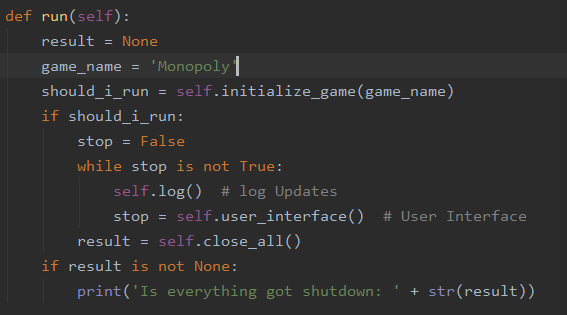 def run(self):
    result = None
    game_name = 'Monopoly'
    should_i_run = self.initialize_game(game_name)
    if should_i_run:
        stop = False
        while stop is not True:
            self.log()  # log Updates
            stop = self.user_interface()  # User Interface
        result = self.close_all()
    if result is not None:
        print('Is everything got shutdown: ' + str(result))